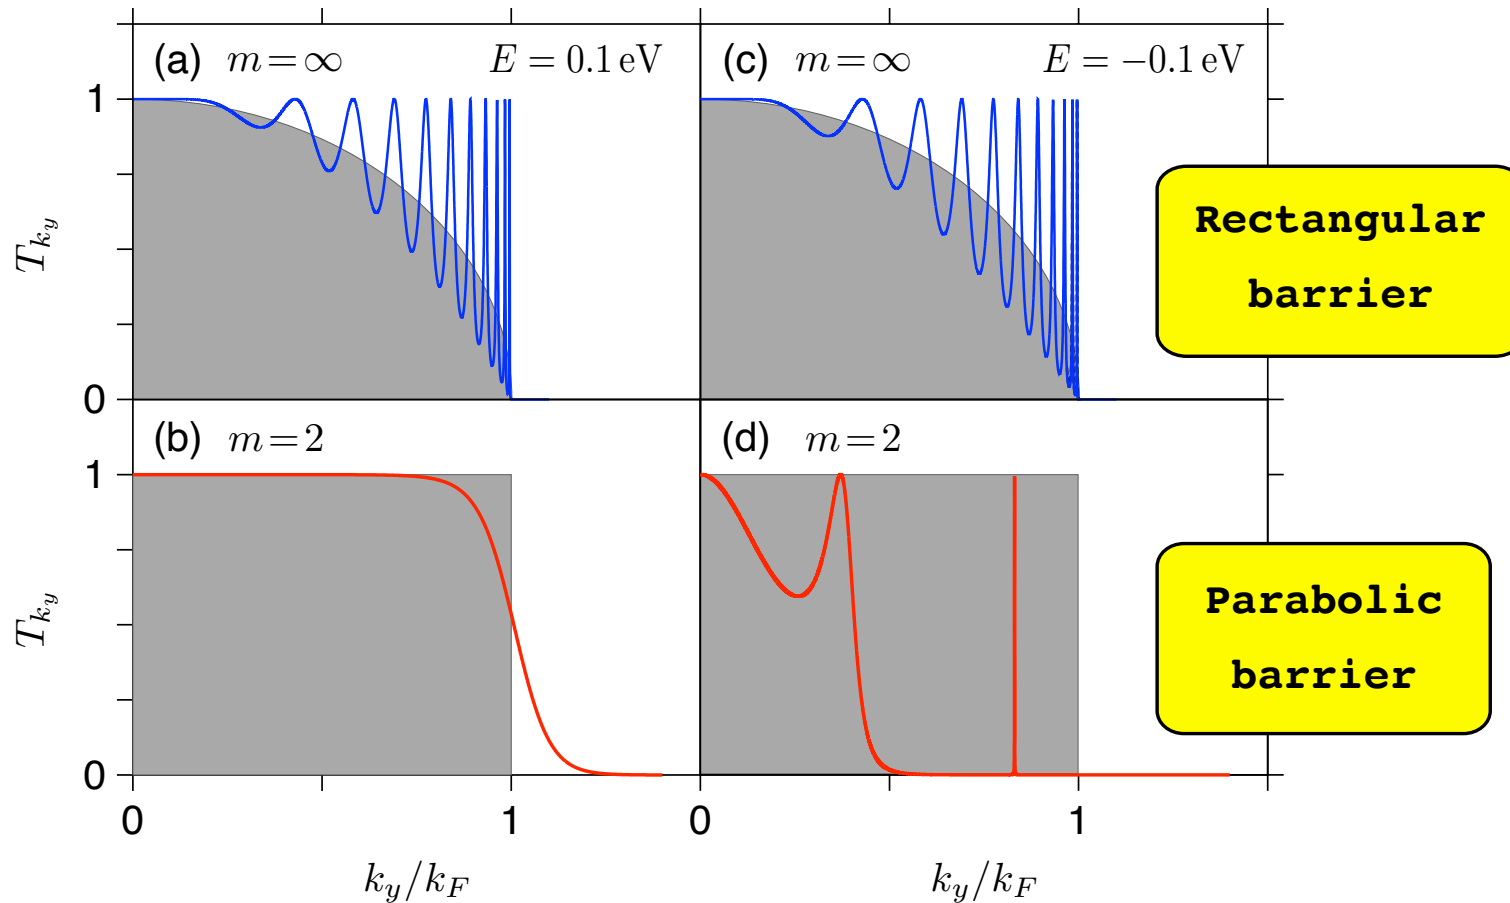 (a) m = ∞ E = 0.1 eV
(c) m = ∞ E = −0.1 eV
1
T_{k_y}
0
Rectangular
barrier
(b) m = 2
(d) m = 2
1
T_{k_y}
0
Parabolic
barrier
0 1 0 1
k_y/k_F k_y/k_F